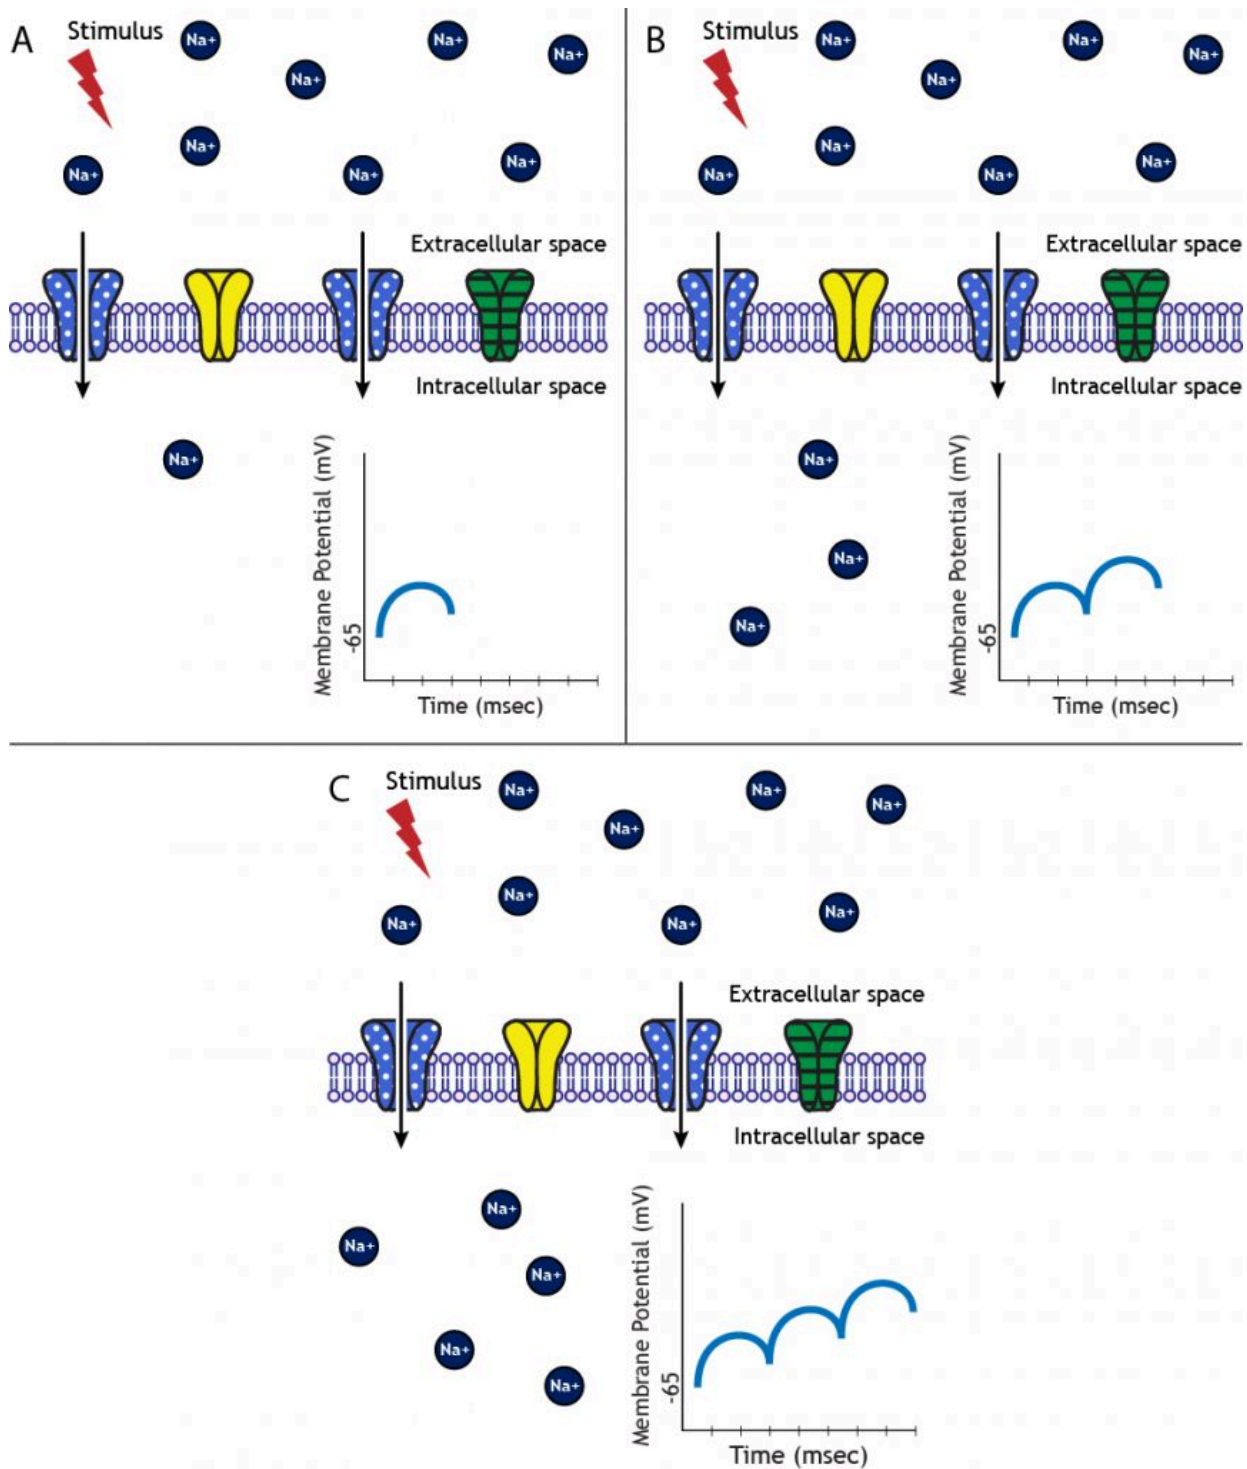 A
Stimulus
Na+
Na+
Na+
Na+
Na+
Na+
Na+
Na+
Extracellular space
Intracellular space
Na+
Membrane Potential (mV)
-65
Time (msec)
B
Stimulus
Na+
Na+
Na+
Na+
Na+
Na+
Na+
Na+
Extracellular space
Intracellular space
Na+
Na+
Na+
Membrane Potential (mV)
-65
Time (msec)
C
Stimulus
Na+
Na+
Na+
Na+
Na+
Na+
Na+
Na+
Extracellular space
Intracellular space
Na+
Na+
Na+
Na+
Na+
Membrane Potential (mV)
-65
Time (msec)